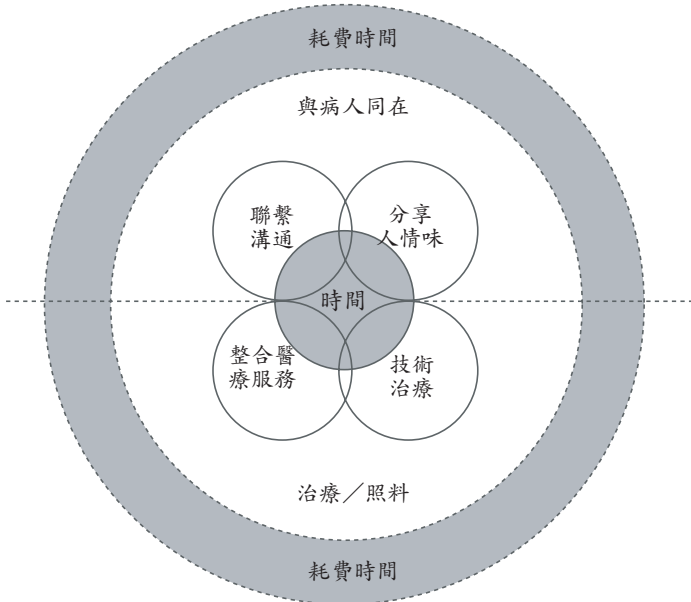 耗費時間
與病人同在
聯繫
溝通
分享
人情味
時間
整合醫
療服務
技術
治療
治療／照料
耗費時間